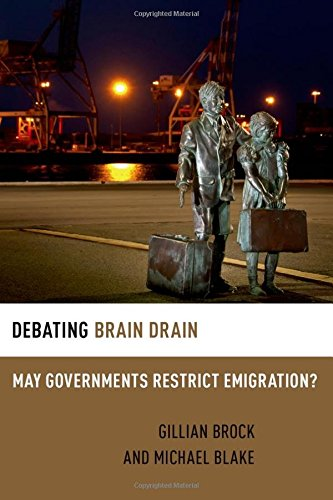 DEBATING BRAIN DRAIN
MAY GOVERNMENTS RESTRICT EMIGRATION?
GILLIAN BROCK
AND MICHAEL BLAKE